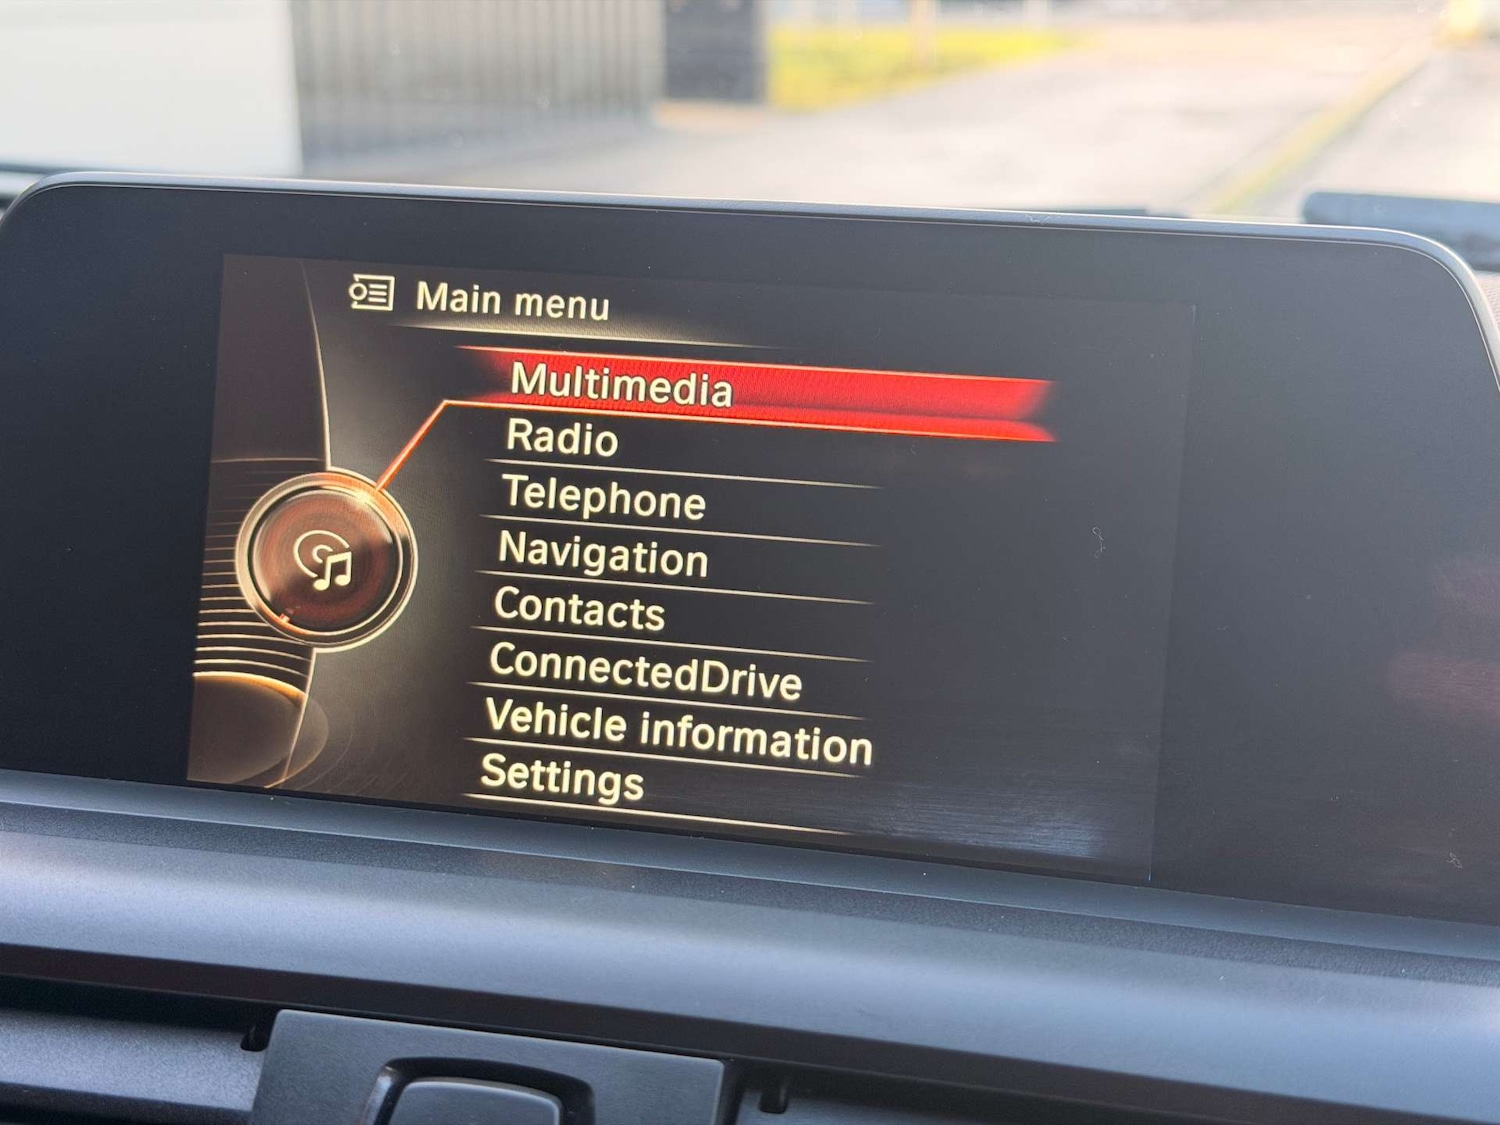 Main menu
Multimedia
Radio
Telephone
Navigation
Contacts
ConnectedDrive
Vehicle information
Settings